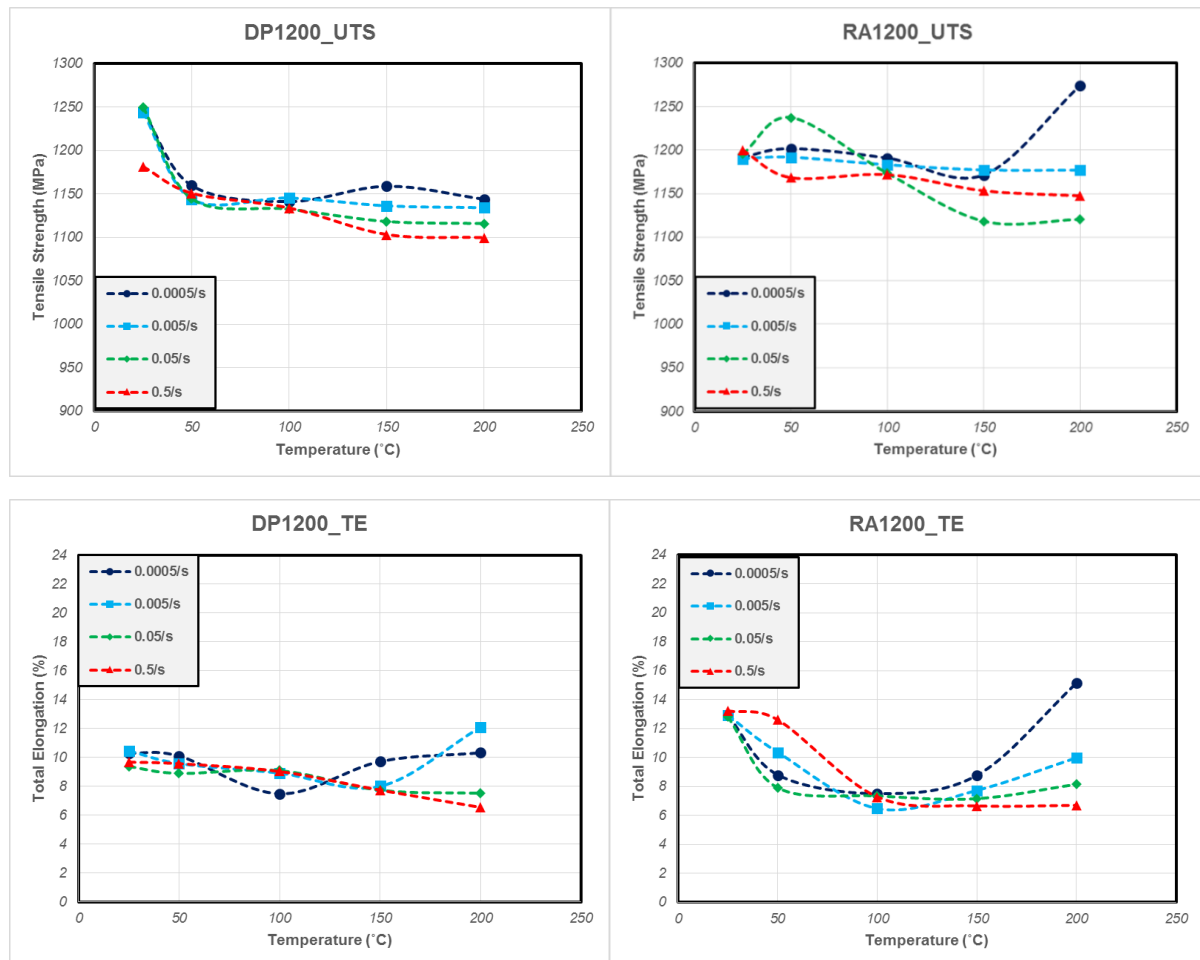 DP1200_UTS
Tensile Strength (MPa)
1300
1250
1200
1150
1100
1050
1000
950
900
0.0005/s
0.005/s
0.05/s
0.5/s
0 50 100 150 200 250
Temperature (˚C)
RA1200_UTS
Tensile Strength (MPa)
1300
1250
1200
1150
1100
1050
1000
950
900
0.0005/s
0.005/s
0.05/s
0.5/s
0 50 100 150 200 250
Temperature (˚C)
DP1200_TE
Total Elongation (%)
24
22
20
18
16
14
12
10
8
6
4
2
0
0.0005/s
0.005/s
0.05/s
0.5/s
0 50 100 150 200 250
Temperature (˚C)
RA1200_TE
Total Elongation (%)
24
22
20
18
16
14
12
10
8
6
4
2
0
0.0005/s
0.005/s
0.05/s
0.5/s
0 50 100 150 200 250
Temperature (˚C)